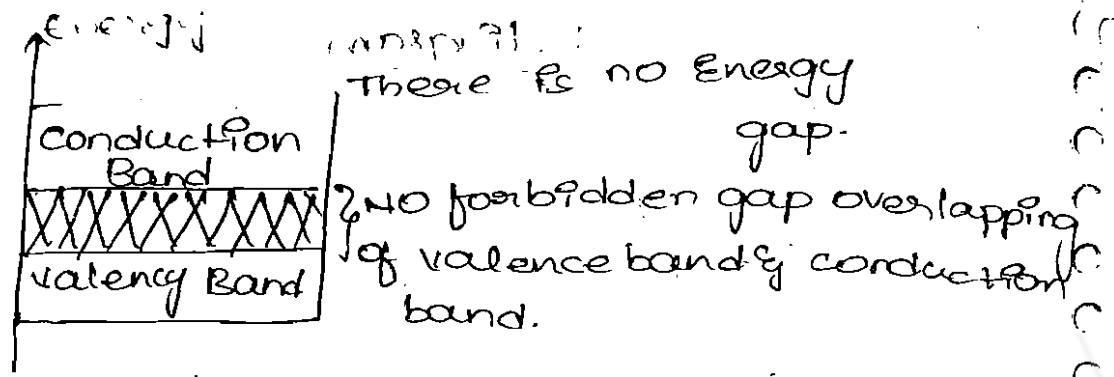 There is no Energy
gap.
Conduction
Band
No forbidden gap overlapping
of valence band & conduction
band.
valency Band